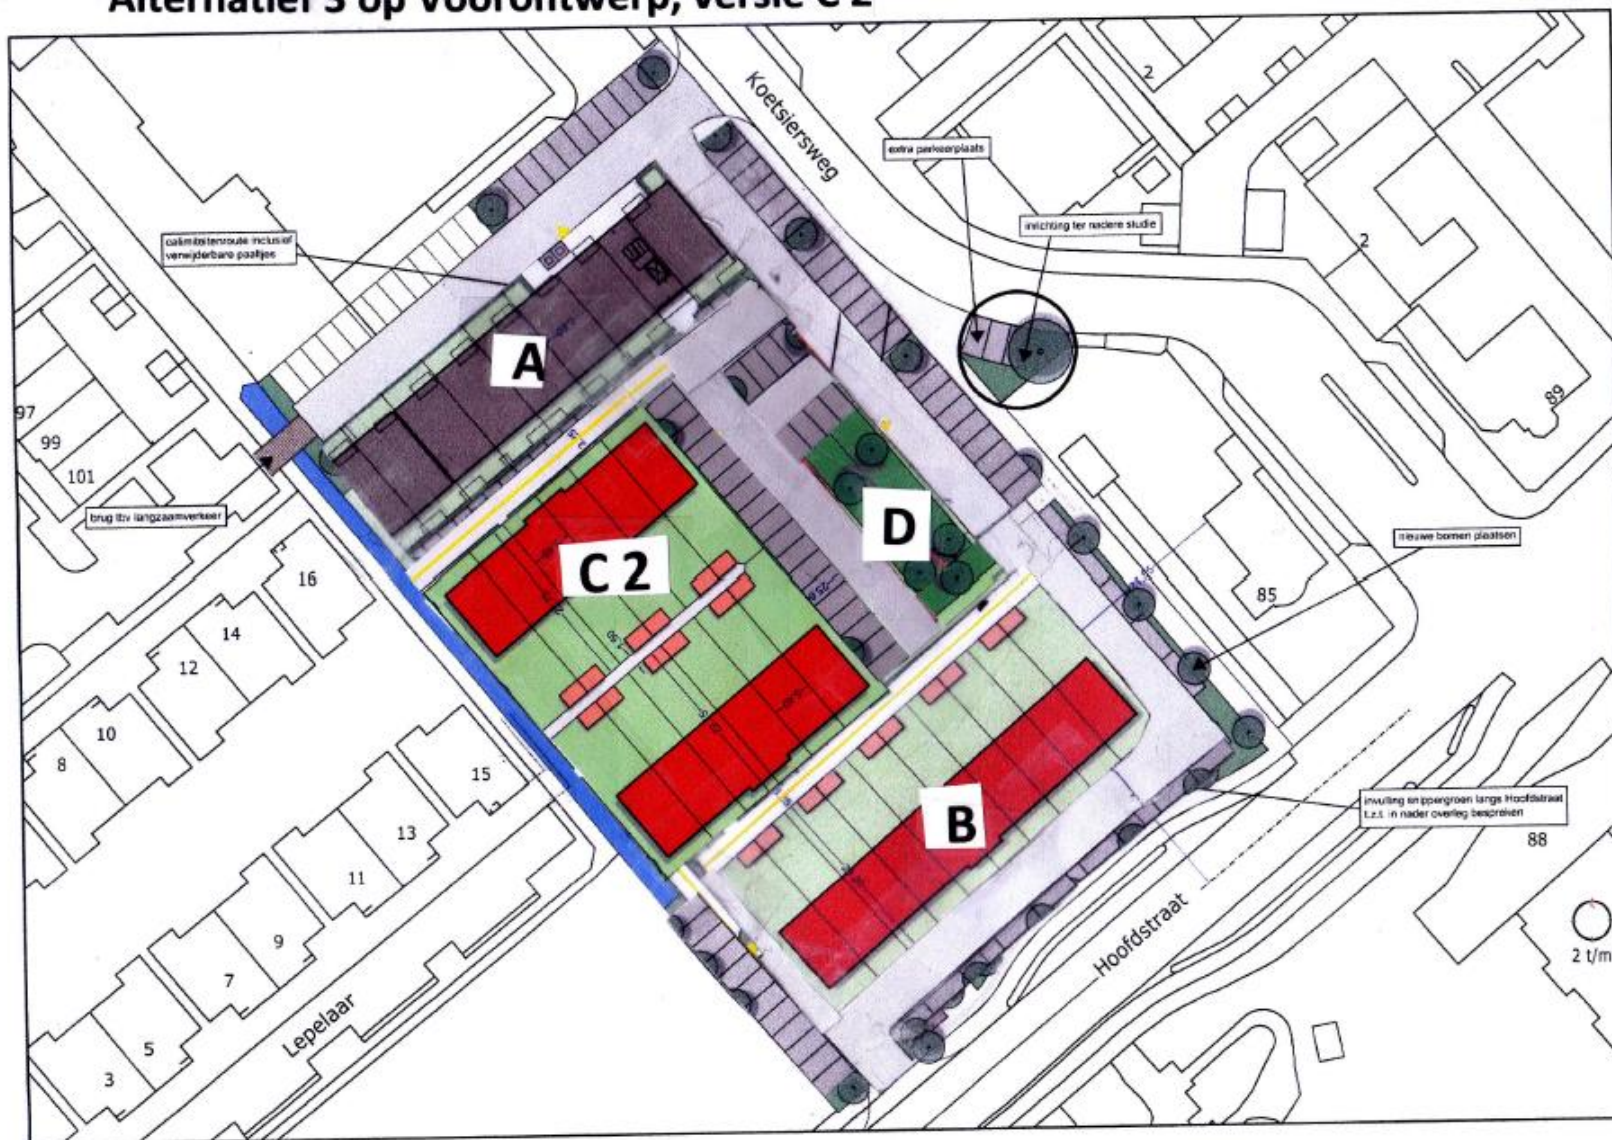 Alternatief 3 op Voorontwerp, versie C 2
Koetsiersweg
2
extra parkeerplaats
inrichting ter nadere studie
2
calimiteitenroute inclusief
verwijderbare paaltjes
A
97
99
101
89
brug tbv langzaamverkeer
D
nieuwe bomen plaatsen
C 2
16
14
12
85
10
8
15
13
11
B
invulling snippergroen langs Hoofdstraat
t.z.t. in nader overleg bespreken
88
9
7
Hoofdstraat
2 t/m
Lepelaar
5
3